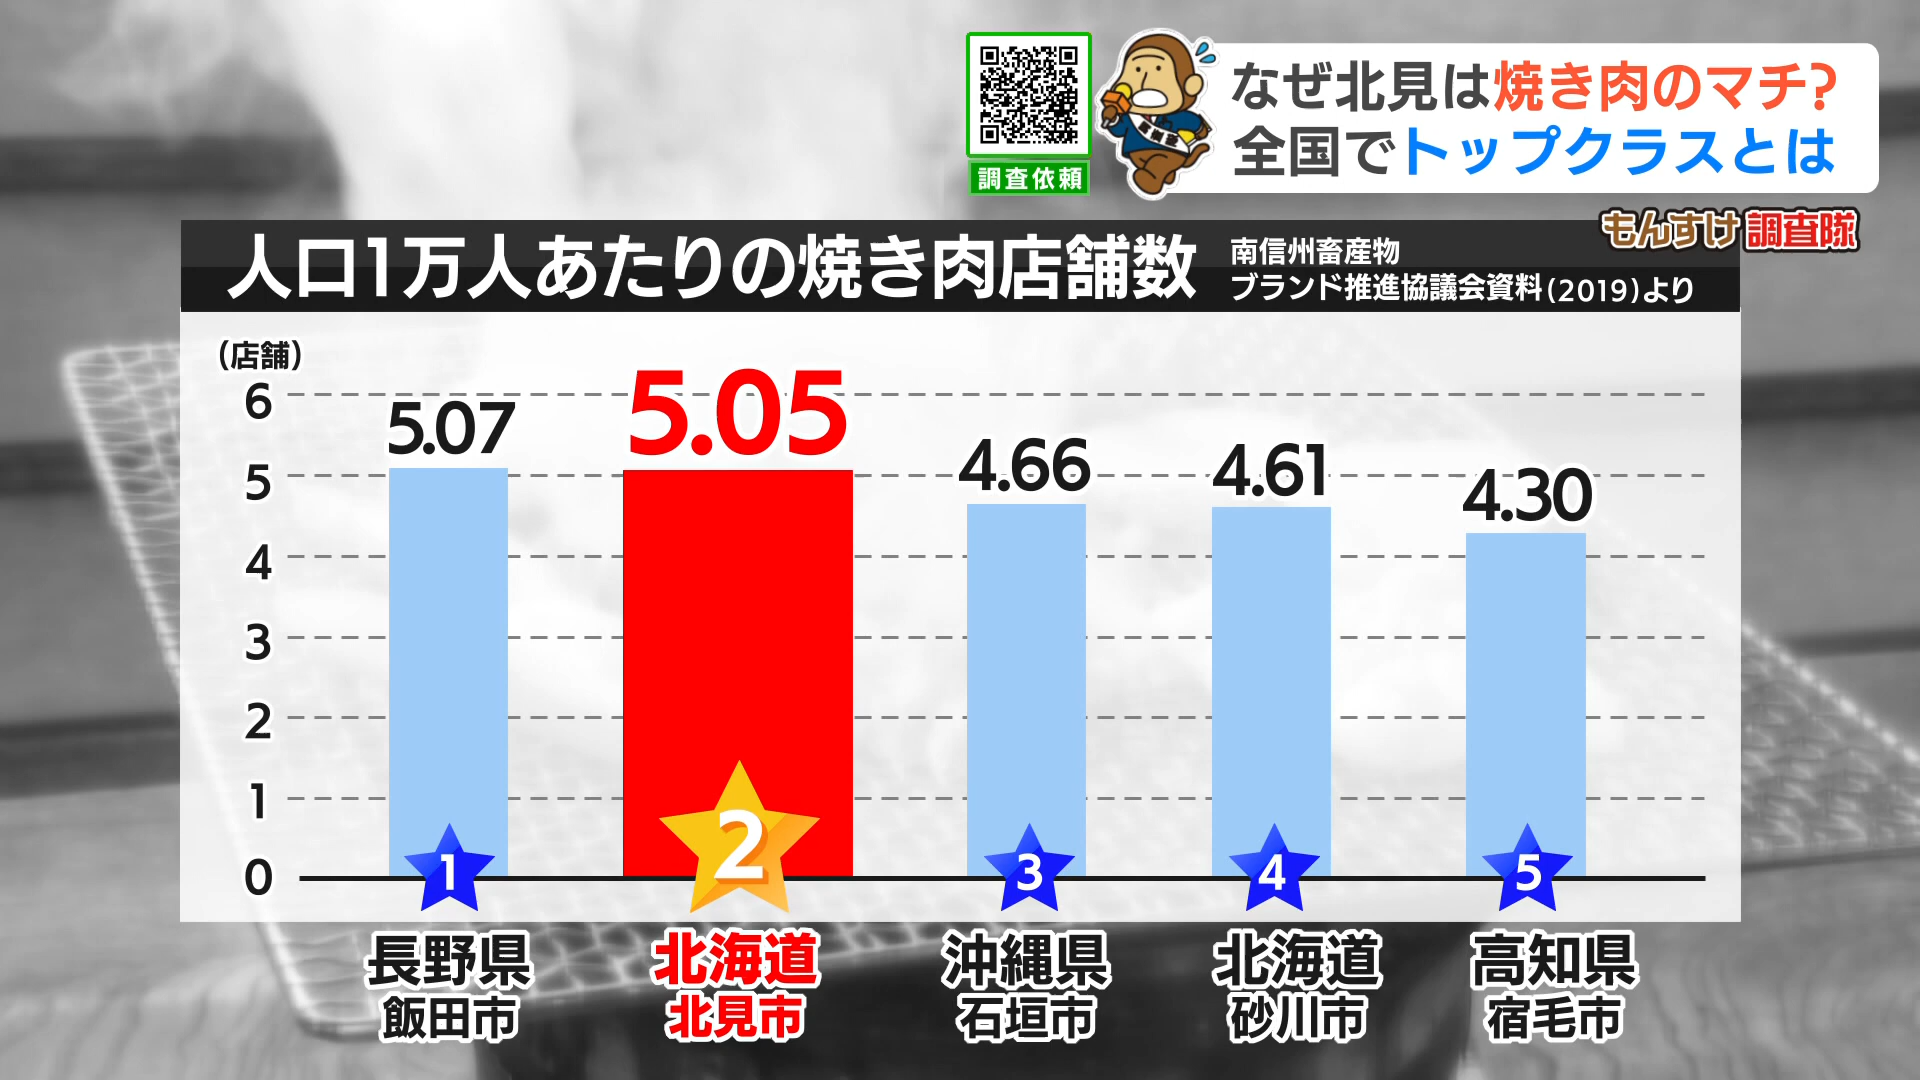 なぜ北見は焼き肉のマチ?
全国でトップクラスとは
調査依頼
もんすけ調査隊
人口1万人あたりの焼き肉店舗数
南信州畜産物
ブランド推進協議会資料(2019)より
(店舗)
6
5
4
3
2
1
0
5.07
5.05
4.66
4.61
4.30
1
2
3
4
5
長野県
飯田市
北海道
北見市
沖縄県
石垣市
北海道
砂川市
高知県
宿毛市